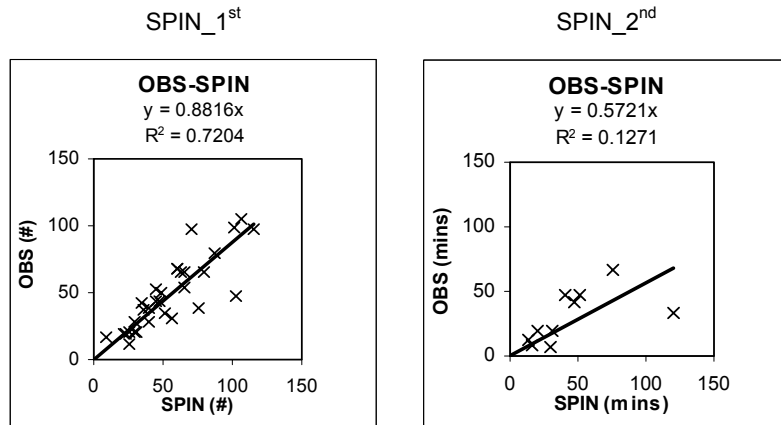 SPIN_1st
OBS-SPIN
y = 0.8816x
R² = 0.7204
150
100
50
0
OBS (#)
0 50 100 150
SPIN (#)
SPIN_2nd
OBS-SPIN
y = 0.5721x
R² = 0.1271
150
100
50
0
OBS (mins)
0 50 100 150
SPIN (mins)